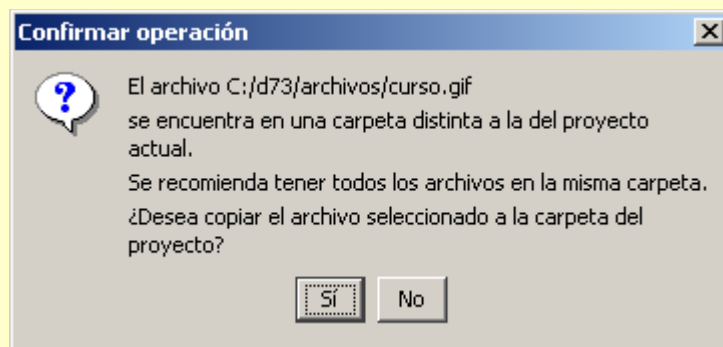 Confirmar operación
El archivo C:/d73/archivos/curso.gif
se encuentra en una carpeta distinta a la del proyecto
actual.
Se recomienda tener todos los archivos en la misma carpeta.
¿Desea copiar el archivo seleccionado a la carpeta del
proyecto?
Sí No